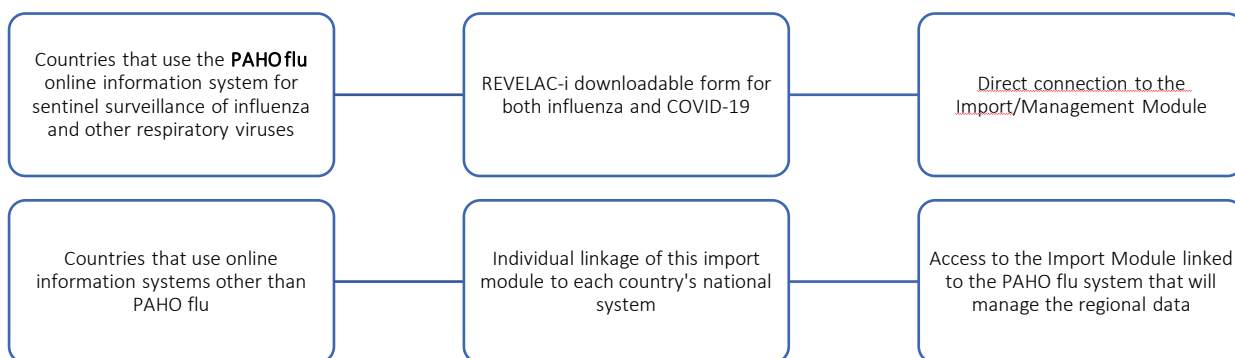 Countries that use the PAHOflu
online information system for
sentinel surveillance of influenza
and other respiratory viruses
REVELAC-i downloadable form for
both influenza and COVID-19
Direct connection to the
Import/Management Module
Countries that use online
information systems other than
PAHO flu
Individual linkage of this import
module to each country's national
system
Access to the Import Module linked
to the PAHO flu system that will
manage the regional data